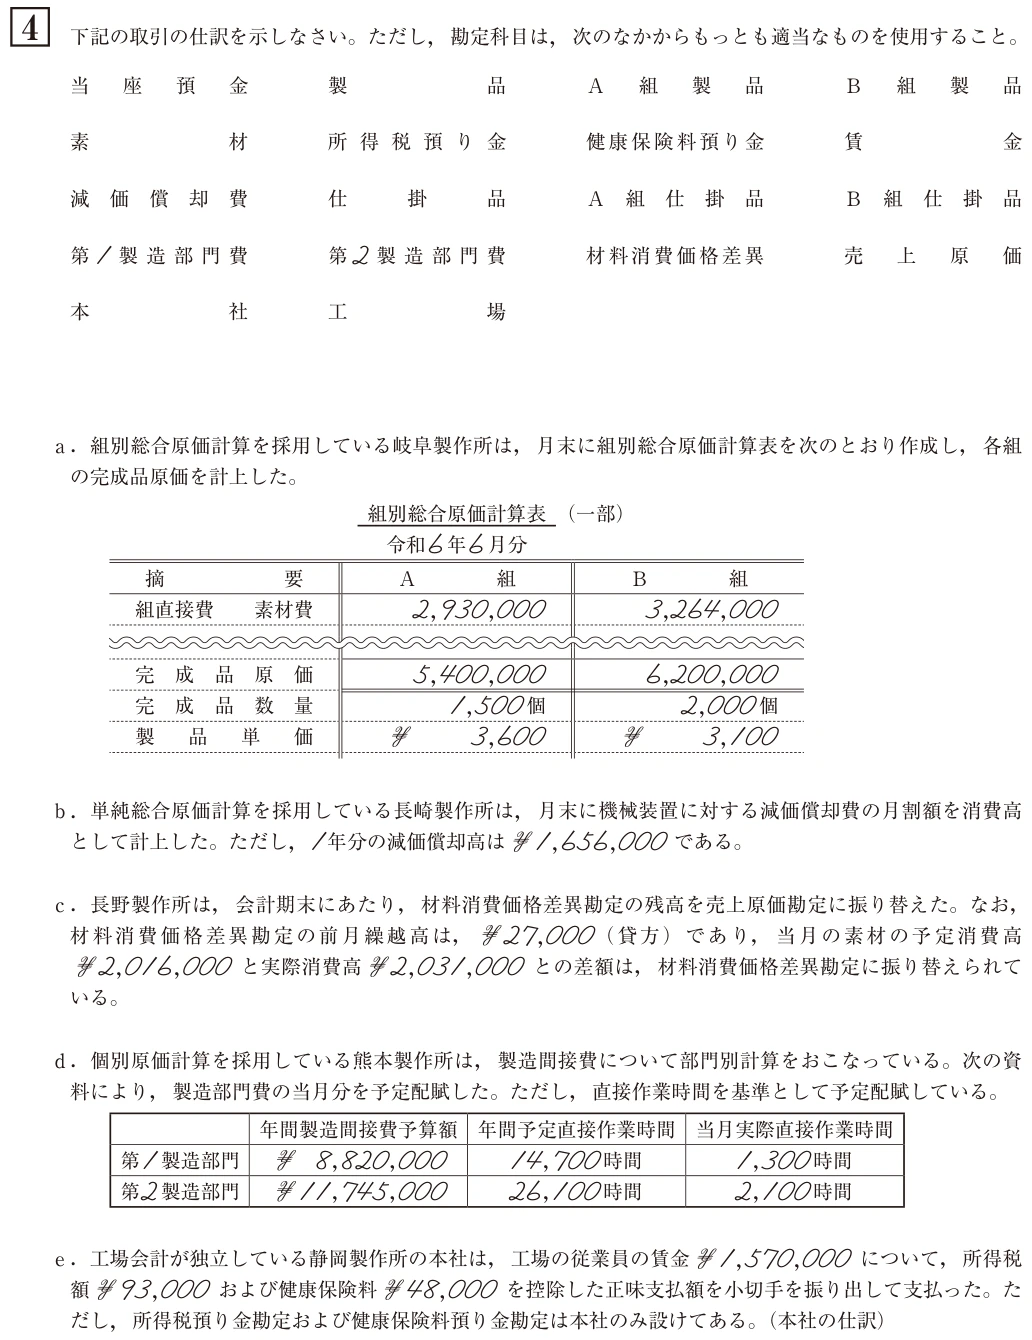 4 下記の取引の仕訳を示しなさい。ただし，勘定科目は，次のなかからもっとも適当なものを使用すること。
当座預金 製品 A組製品 B組製品
素材 所得税預り金 健康保険料預り金 賃金
減価償却費 仕掛品 A組仕掛品 B組仕掛品
第1製造部門費 第2製造部門費 材料消費価格差異 売上原価
本社 工場
a．組別総合原価計算を採用している岐阜製作所は，月末に組別総合原価計算表を次のとおり作成し，各組
の完成品原価を計上した。
組別総合原価計算表（一部）
令和6年6月分
摘要 A組 B組
組直接費 素材費 2,930,000 3,264,000
完成品原価 5,400,000 6,200,000
完成品数量 1,500個 2,000個
製品単価 ¥ 3,600 ¥ 3,100
b．単純総合原価計算を採用している長崎製作所は，月末に機械装置に対する減価償却費の月割額を消費高
として計上した。ただし，1年分の減価償却高は ¥1,656,000 である。
c．長野製作所は，会計期末にあたり，材料消費価格差異勘定の残高を売上原価勘定に振り替えた。なお，
材料消費価格差異勘定の前月繰越高は，¥27,000（貸方）であり，当月の素材の予定消費高
¥2,016,000 と実際消費高 ¥2,031,000 との差額は，材料消費価格差異勘定に振り替えられて
いる。
d．個別原価計算を採用している熊本製作所は，製造間接費について部門別計算をおこなっている。次の資
料により，製造部門費の当月分を予定配賦した。ただし，直接作業時間を基準として予定配賦している。
年間製造間接費予算額 年間予定直接作業時間 当月実際直接作業時間
第1製造部門 ¥ 8,820,000 14,700時間 1,300時間
第2製造部門 ¥11,745,000 26,100時間 2,100時間
e．工場会計が独立している静岡製作所の本社は，工場の従業員の賃金 ¥1,570,000 について，所得税
額 ¥93,000 および健康保険料 ¥48,000 を控除した正味支払額を小切手を振り出して支払った。た
だし，所得税預り金勘定および健康保険料預り金勘定は本社のみ設けてある。（本社の仕訳）